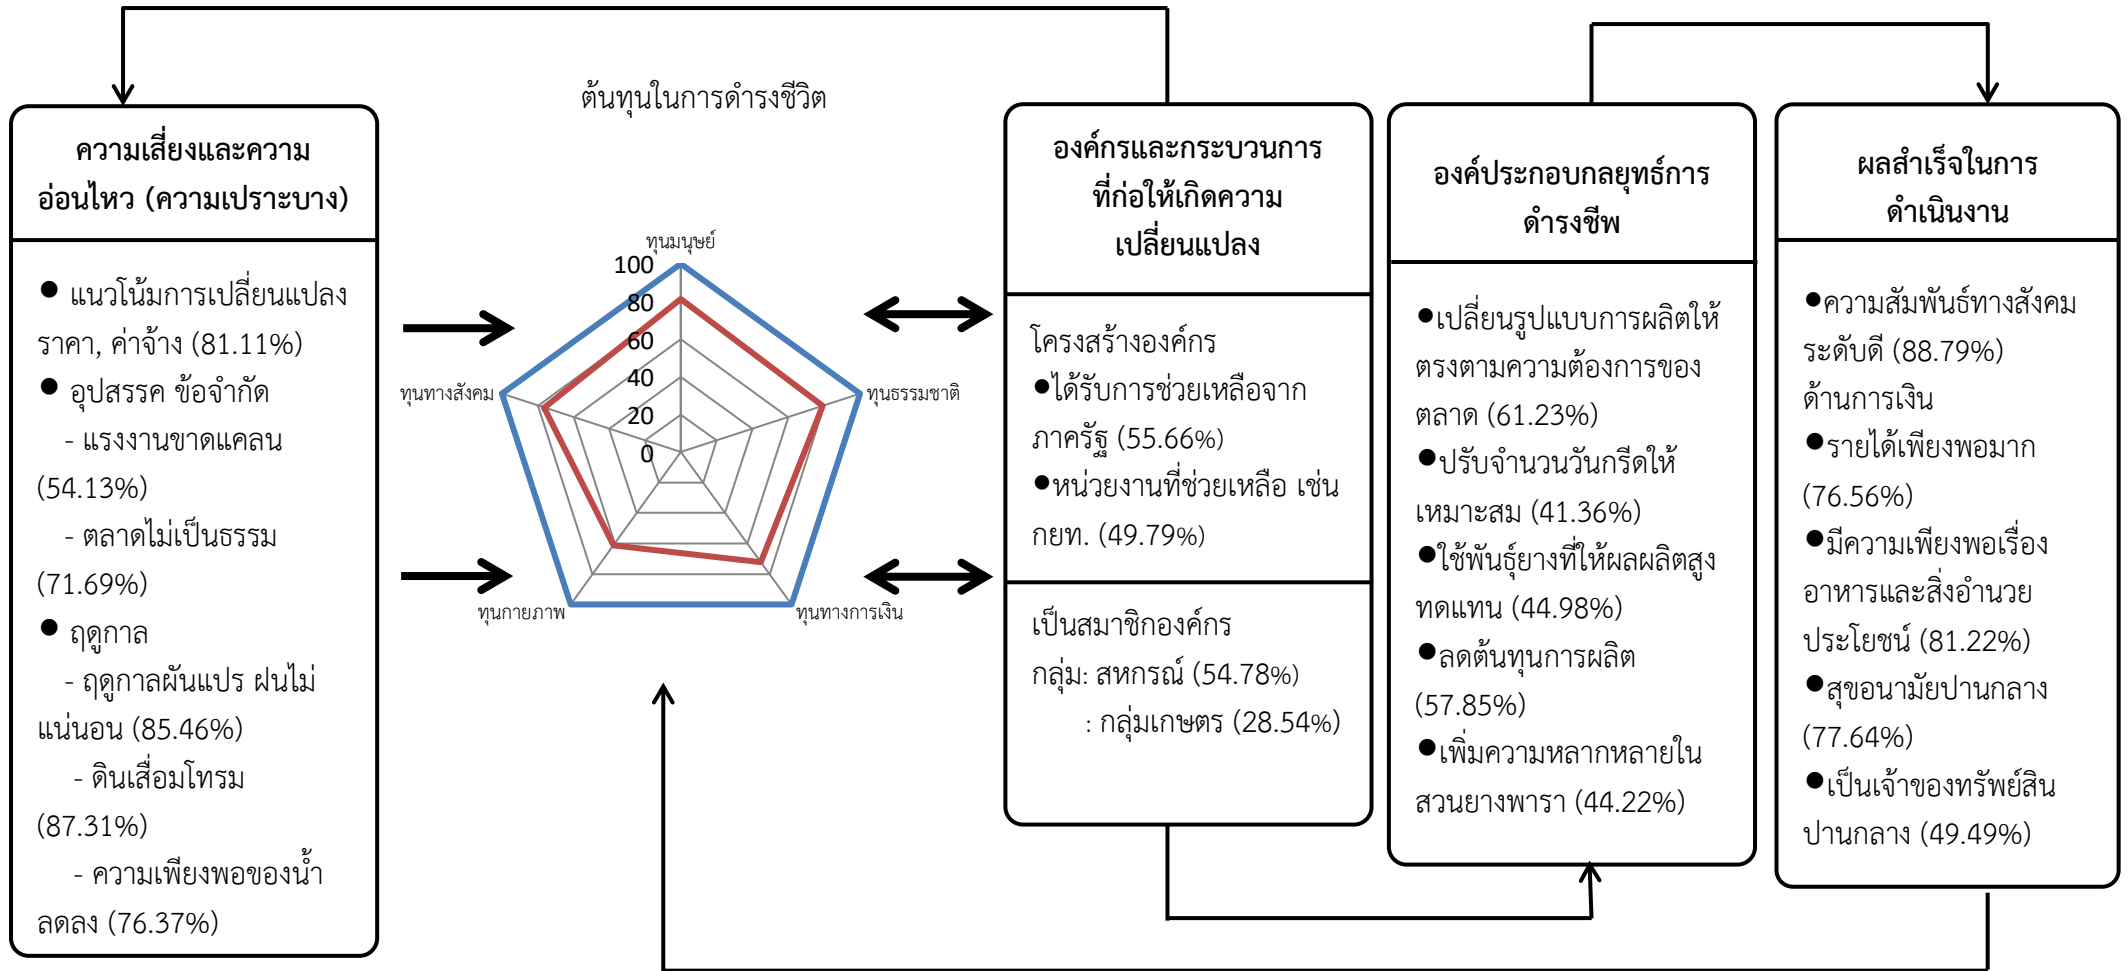 ความเสี่ยงและความ
อ่อนไหว (ความเปราะบาง)
● แนวโน้มการเปลี่ยนแปลง
ราคา, ค่าจ้าง (81.11%)
● อุปสรรค ข้อจำกัด
- แรงงานขาดแคลน
(54.13%)
- ตลาดไม่เป็นธรรม
(71.69%)
● ฤดูกาล
- ฤดูกาลผันแปร ฝนไม่
แน่นอน (85.46%)
- ดินเสื่อมโทรม
(87.31%)
- ความเพียงพอของน้ำ
ลดลง (76.37%)
ต้นทุนในการดำรงชีวิต
ทุนมนุษย์
100
80
60
40
20
0
ทุนทางสังคม
ทุนธรรมชาติ
ทุนกายภาพ
ทุนทางการเงิน
องค์กรและกระบวนการ
ที่ก่อให้เกิดความ
เปลี่ยนแปลง
โครงสร้างองค์กร
●ได้รับการช่วยเหลือจาก
ภาครัฐ (55.66%)
●หน่วยงานที่ช่วยเหลือ เช่น
กยท. (49.79%)
เป็นสมาชิกองค์กร
กลุ่ม: สหกรณ์ (54.78%)
: กลุ่มเกษตร (28.54%)
องค์ประกอบกลยุทธ์การ
ดำรงชีพ
●เปลี่ยนรูปแบบการผลิตให้
ตรงตามความต้องการของ
ตลาด (61.23%)
●ปรับจำนวนวันกรีดให้
เหมาะสม (41.36%)
●ใช้พันธุ์ยางที่ให้ผลผลิตสูง
ทดแทน (44.98%)
●ลดต้นทุนการผลิต
(57.85%)
●เพิ่มความหลากหลายใน
สวนยางพารา (44.22%)
ผลสำเร็จในการ
ดำเนินงาน
●ความสัมพันธ์ทางสังคม
ระดับดี (88.79%)
ด้านการเงิน
●รายได้เพียงพอมาก
(76.56%)
●มีความเพียงพอเรื่อง
อาหารและสิ่งอำนวย
ประโยชน์ (81.22%)
●สุขอนามัยปานกลาง
(77.64%)
●เป็นเจ้าของทรัพย์สิน
ปานกลาง (49.49%)